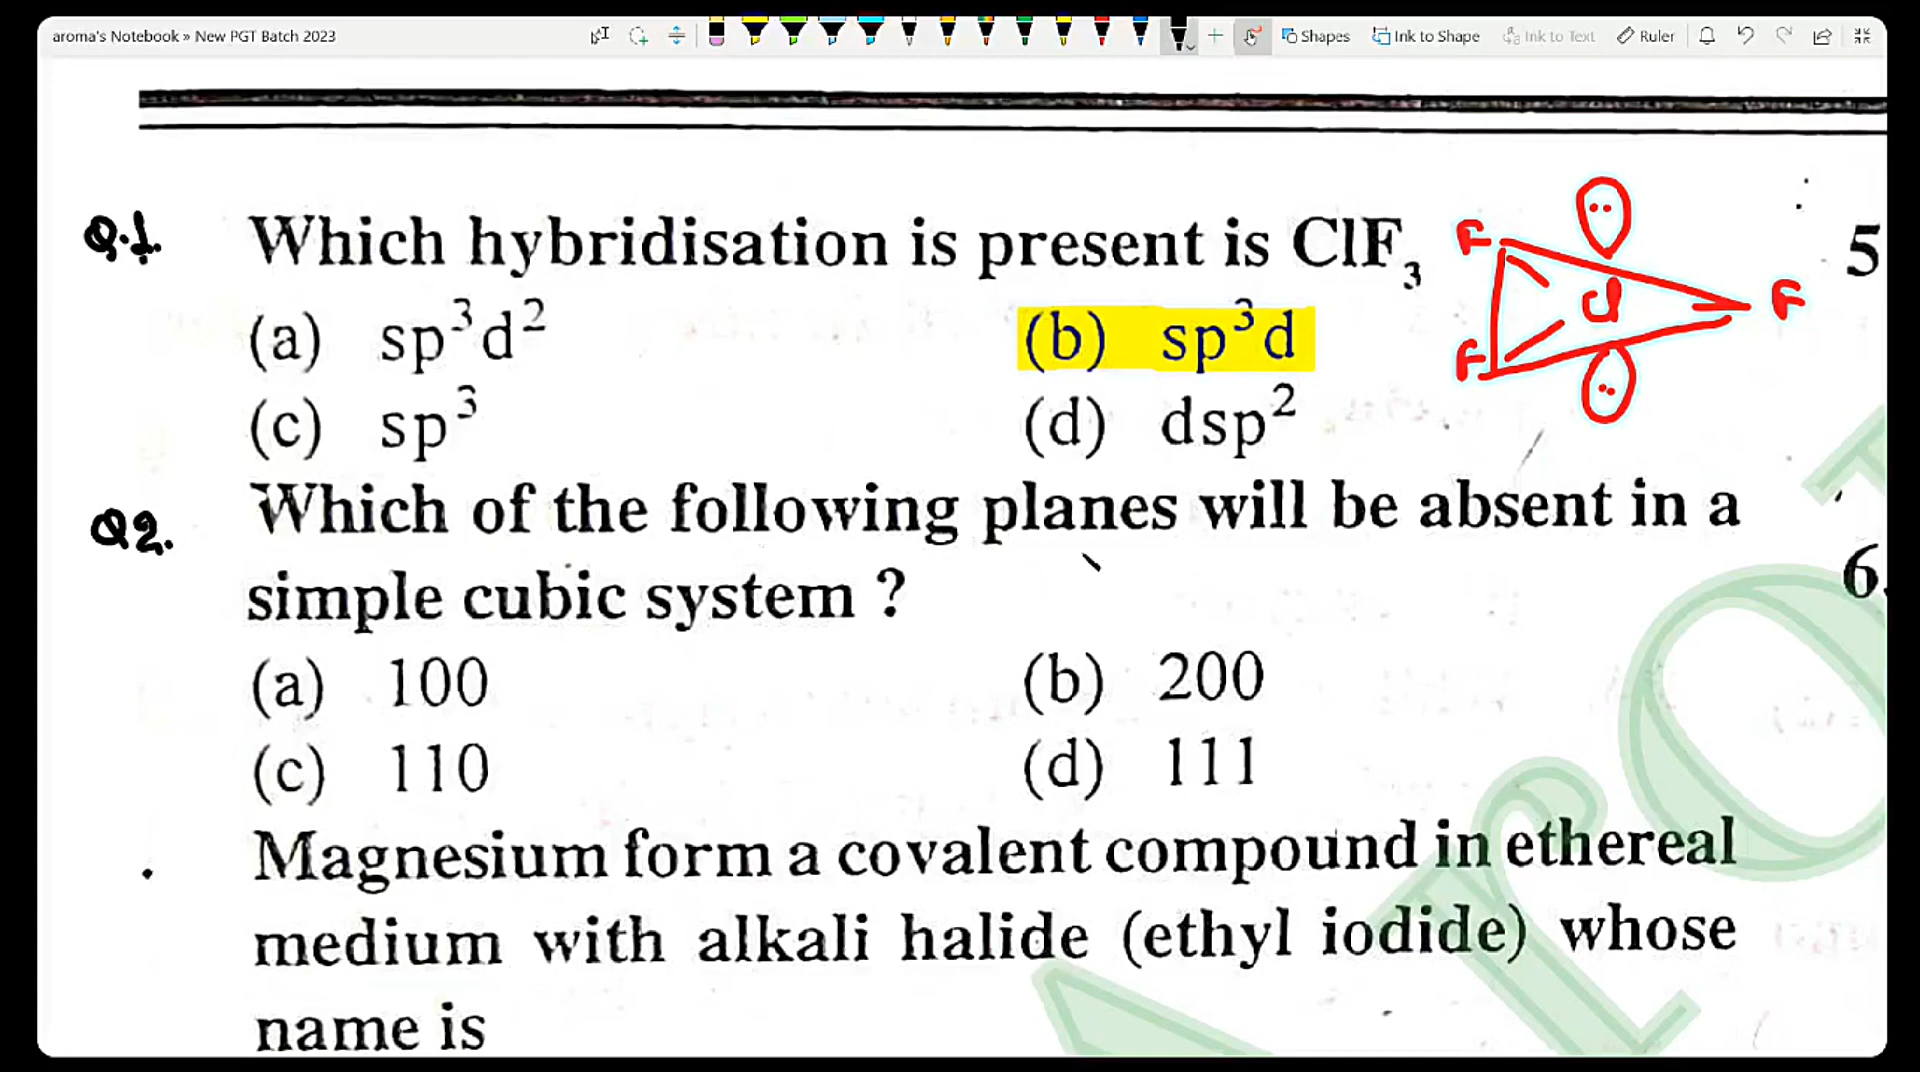 aroma's Notebook » New PGT Batch 2023
Shapes Ink to Shape Ink to Text Ruler
Q.1. Which hybridisation is present is ClF₃
(a) sp³d² (b) sp³d
(c) sp³ (d) dsp²
F F Cl F
5
Q2. Which of the following planes will be absent in a
simple cubic system ?
(a) 100 (b) 200
(c) 110 (d) 111
6.
. Magnesium form a covalent compound in ethereal
medium with alkali halide (ethyl iodide) whose
name is